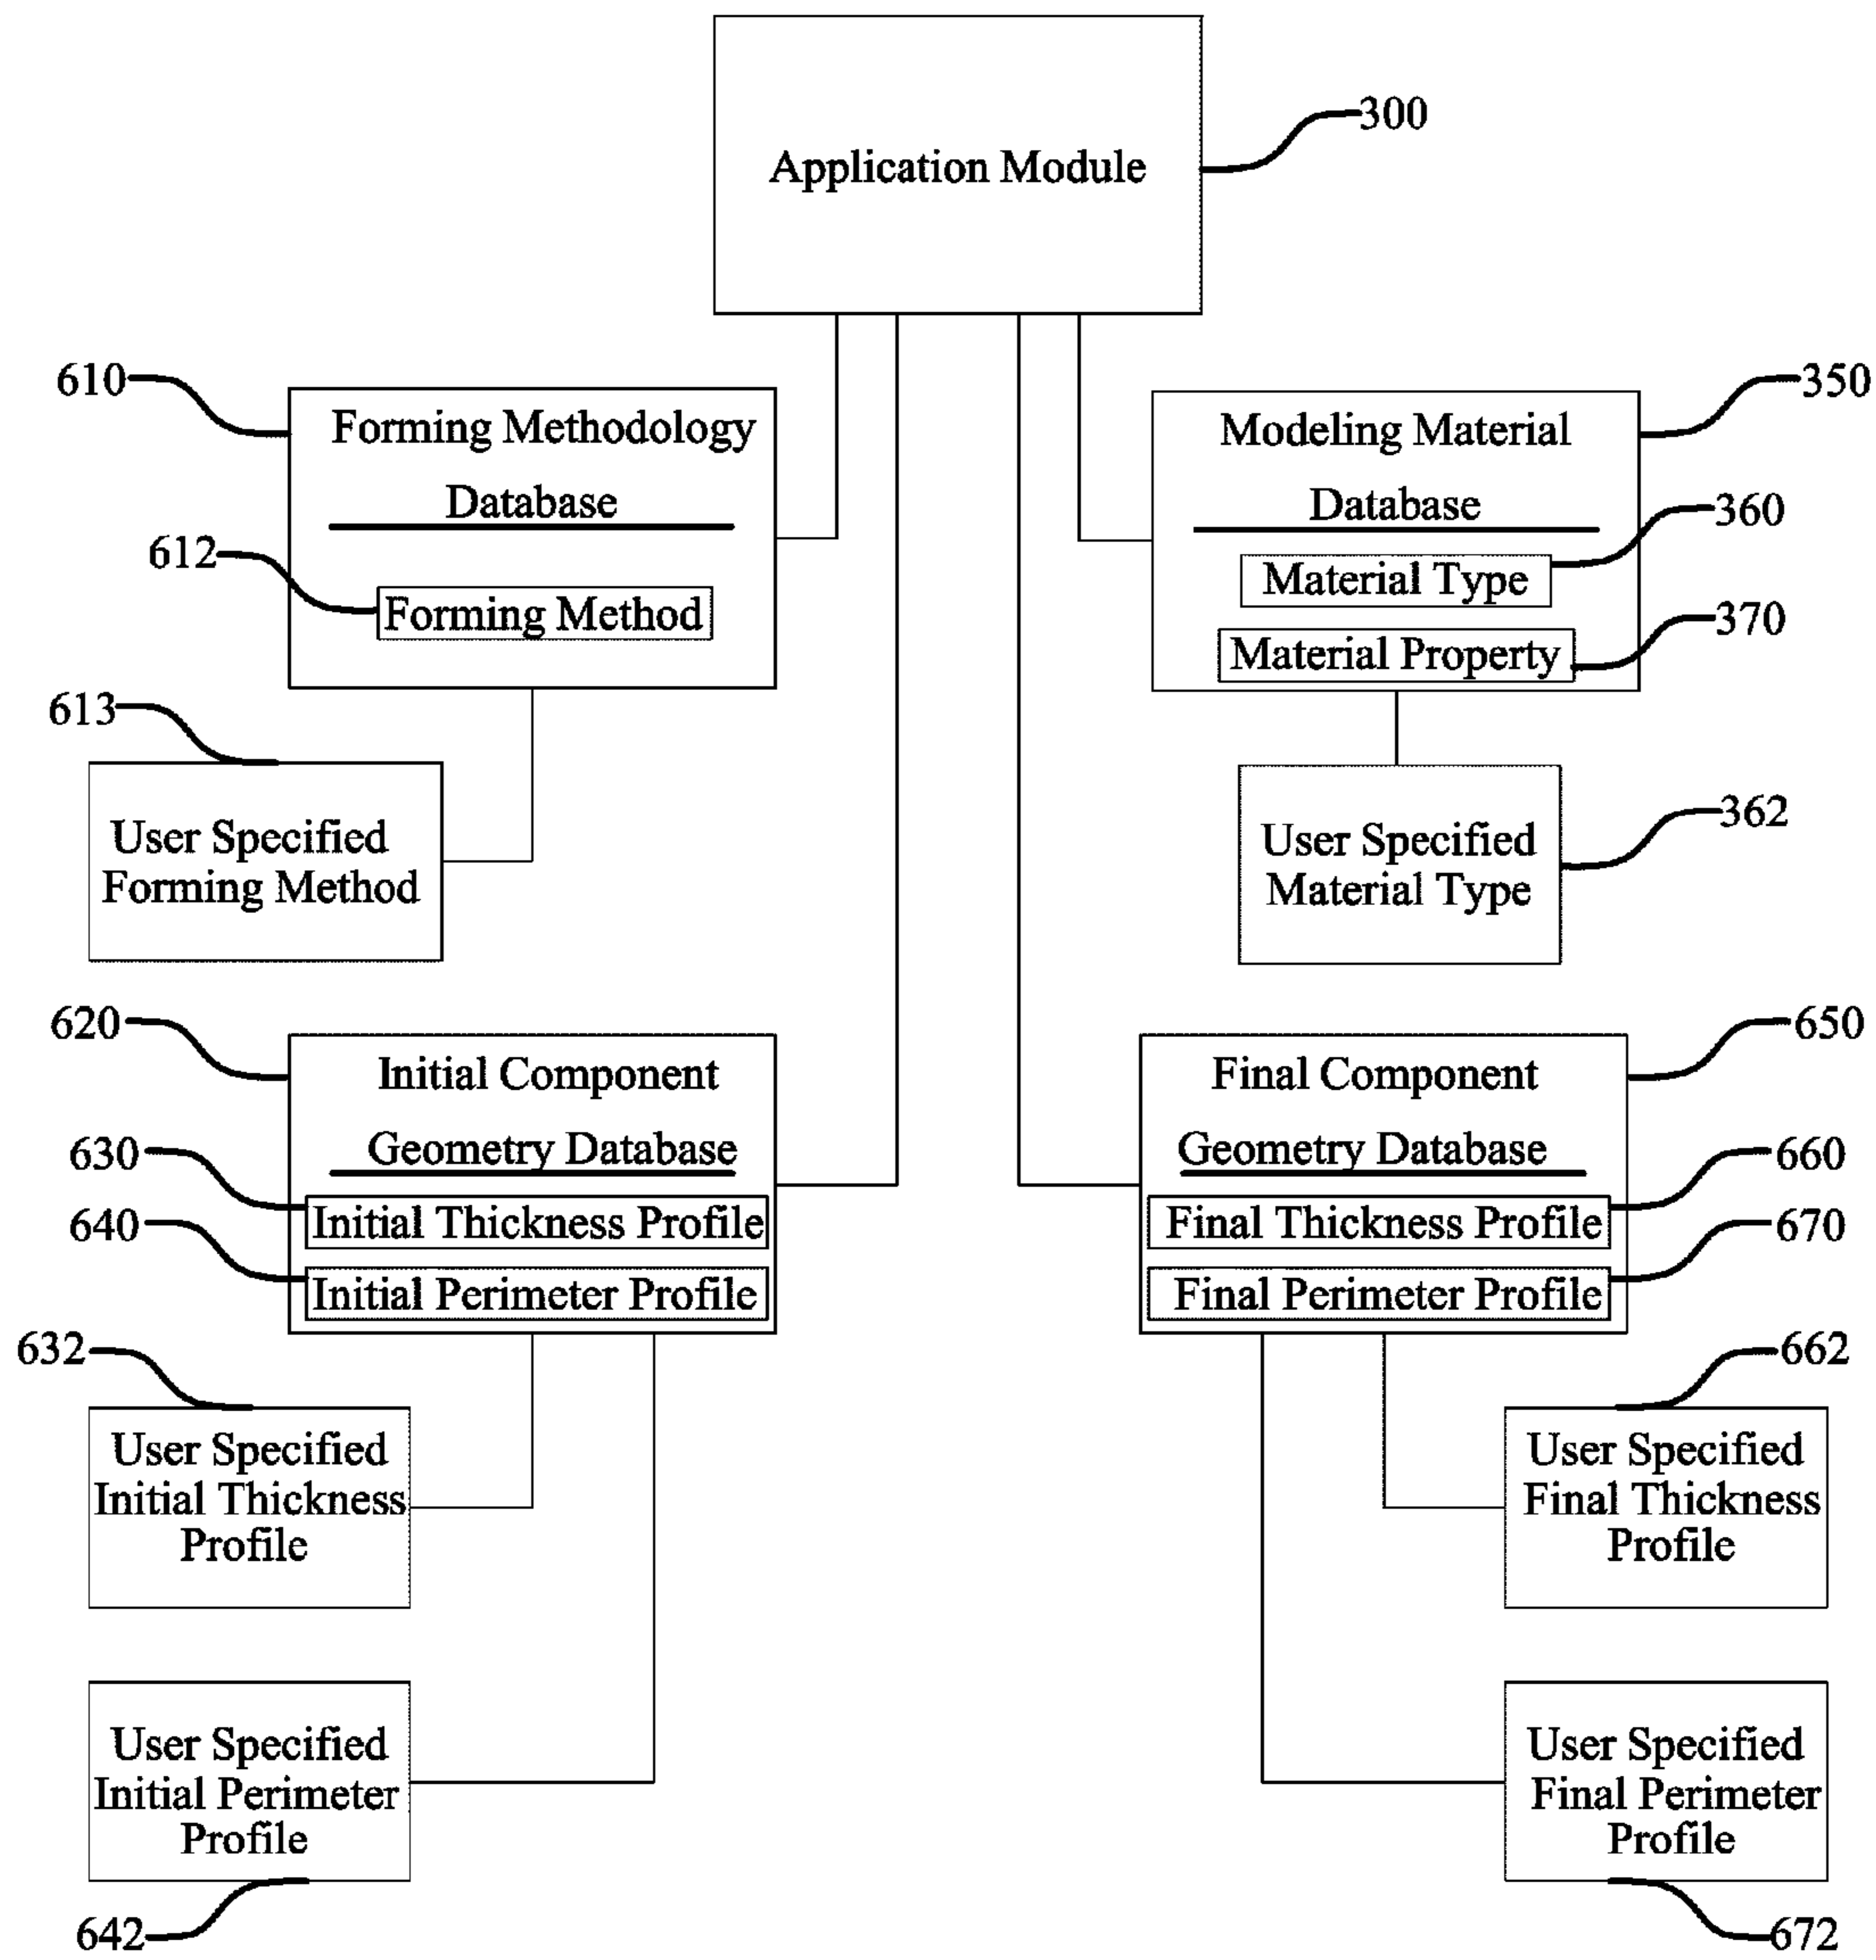 Application Module
300
610
Forming Methodology
Database
612
Forming Method
350
Modeling Material
Database
360
Material Type
370
Material Property
613
User Specified
Forming Method
362
User Specified
Material Type
620
Initial Component
Geometry Database
630
Initial Thickness Profile
640
Initial Perimeter Profile
650
Final Component
Geometry Database
660
Final Thickness Profile
670
Final Perimeter Profile
632
User Specified
Initial Thickness
Profile
662
User Specified
Final Thickness
Profile
User Specified
Initial Perimeter
Profile
642
User Specified
Final Perimeter
Profile
672